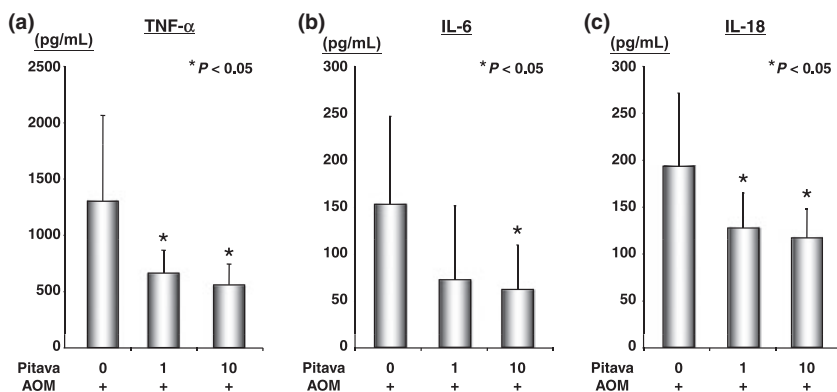 (a) TNF-α
(pg/mL)
* P < 0.05
2500
2000
1500
1000
500
0
Pitava 0 1 10
AOM + + +
*
*
(b) IL-6
(pg/mL)
* P < 0.05
300
250
200
150
100
50
0
0 1 10
+ + +
*
(c) IL-18
(pg/mL)
* P < 0.05
300
250
200
150
100
50
0
Pitava 0 1 10
AOM + + +
*
*